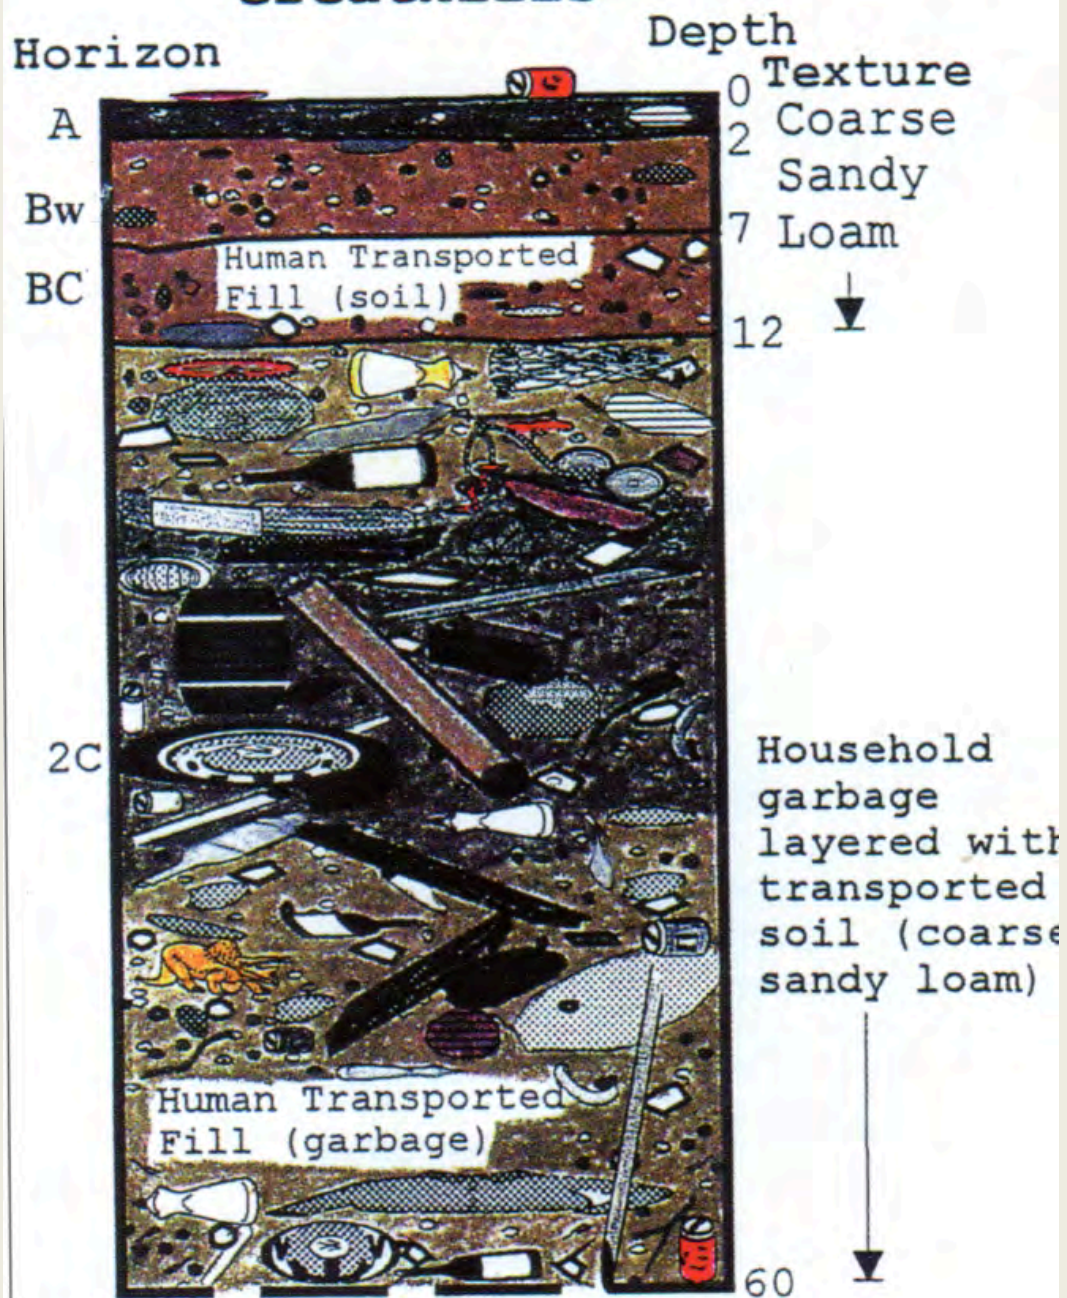 Horizon
Depth
0 Texture
A
2
Coarse
Sandy
Loam
Bw
7
BC
Human Transported
Fill (soil)
12
2C
Household
garbage
layered with
transported
soil (coarse
sandy loam)
Human Transported
Fill (garbage)
60